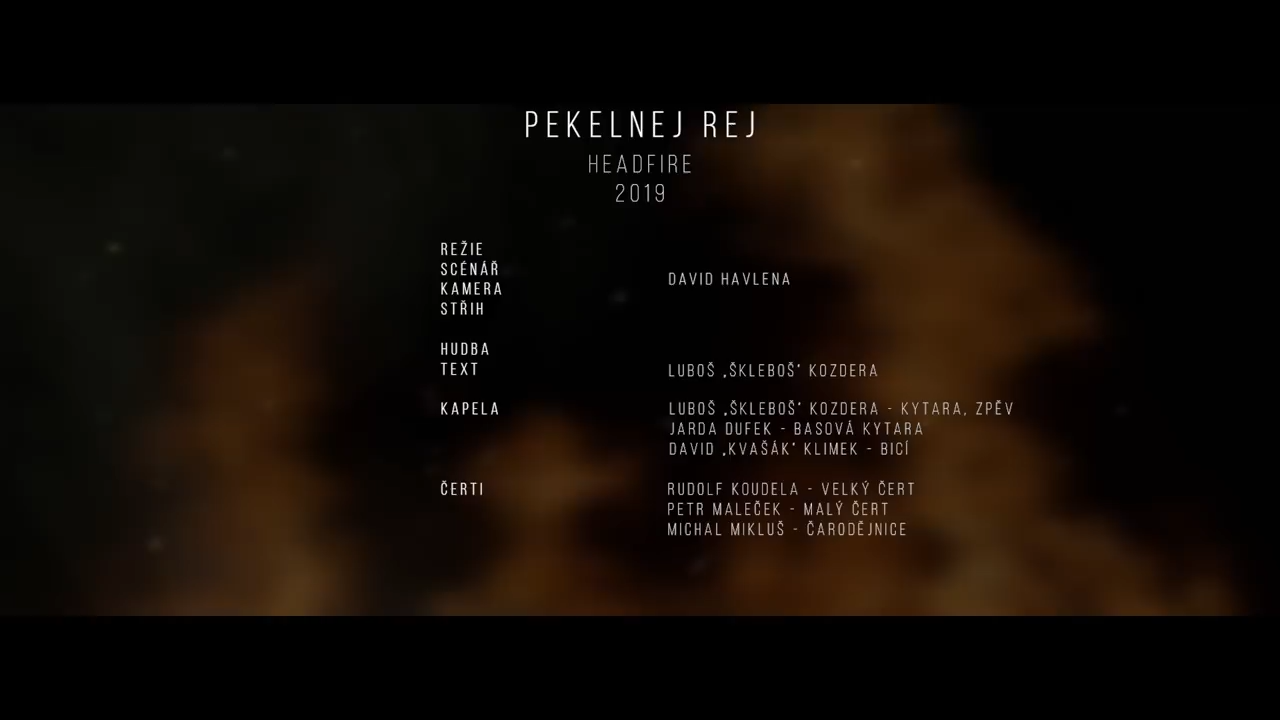 PEKELNEJ REJ
HEADFIRE
2019
REŽIE
SCÉNÁŘ
KAMERA
STŘIH
DAVID HAVLENA
HUDBA
TEXT
LUBOŠ „ŠKLEBOŠ“ KOZDERA
KAPELA
LUBOŠ „ŠKLEBOŠ“ KOZDERA - KYTARA, ZPĚV
JARDA DUFEK - BASOVÁ KYTARA
DAVID „KVAŠÁK“ KLIMEK - BICÍ
ČERTI
RUDOLF KOUDELA - VELKÝ ČERT
PETR MALEČEK - MALÝ ČERT
MICHAL MIKLUŠ - ČARODĚJNICE